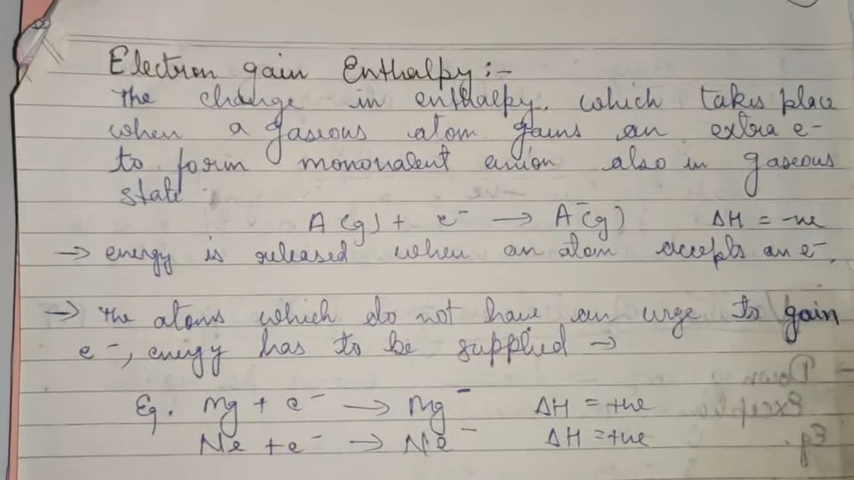 Electron gain Enthalpy :-
The change in enthalpy, which takes place
when a gaseous atom gains an extra e-
to form monovalent anion also in gaseous
state
A (g) + e⁻ → A⁻(g) ΔH = -ve
→ energy is released when an atom accepts an e⁻.
→ The atoms which do not have an urge to gain
e⁻, energy has to be supplied →
Eg. Mg + e⁻ → Mg⁻ ΔH = +ve
Ne + e⁻ → Ne⁻ ΔH = +ve